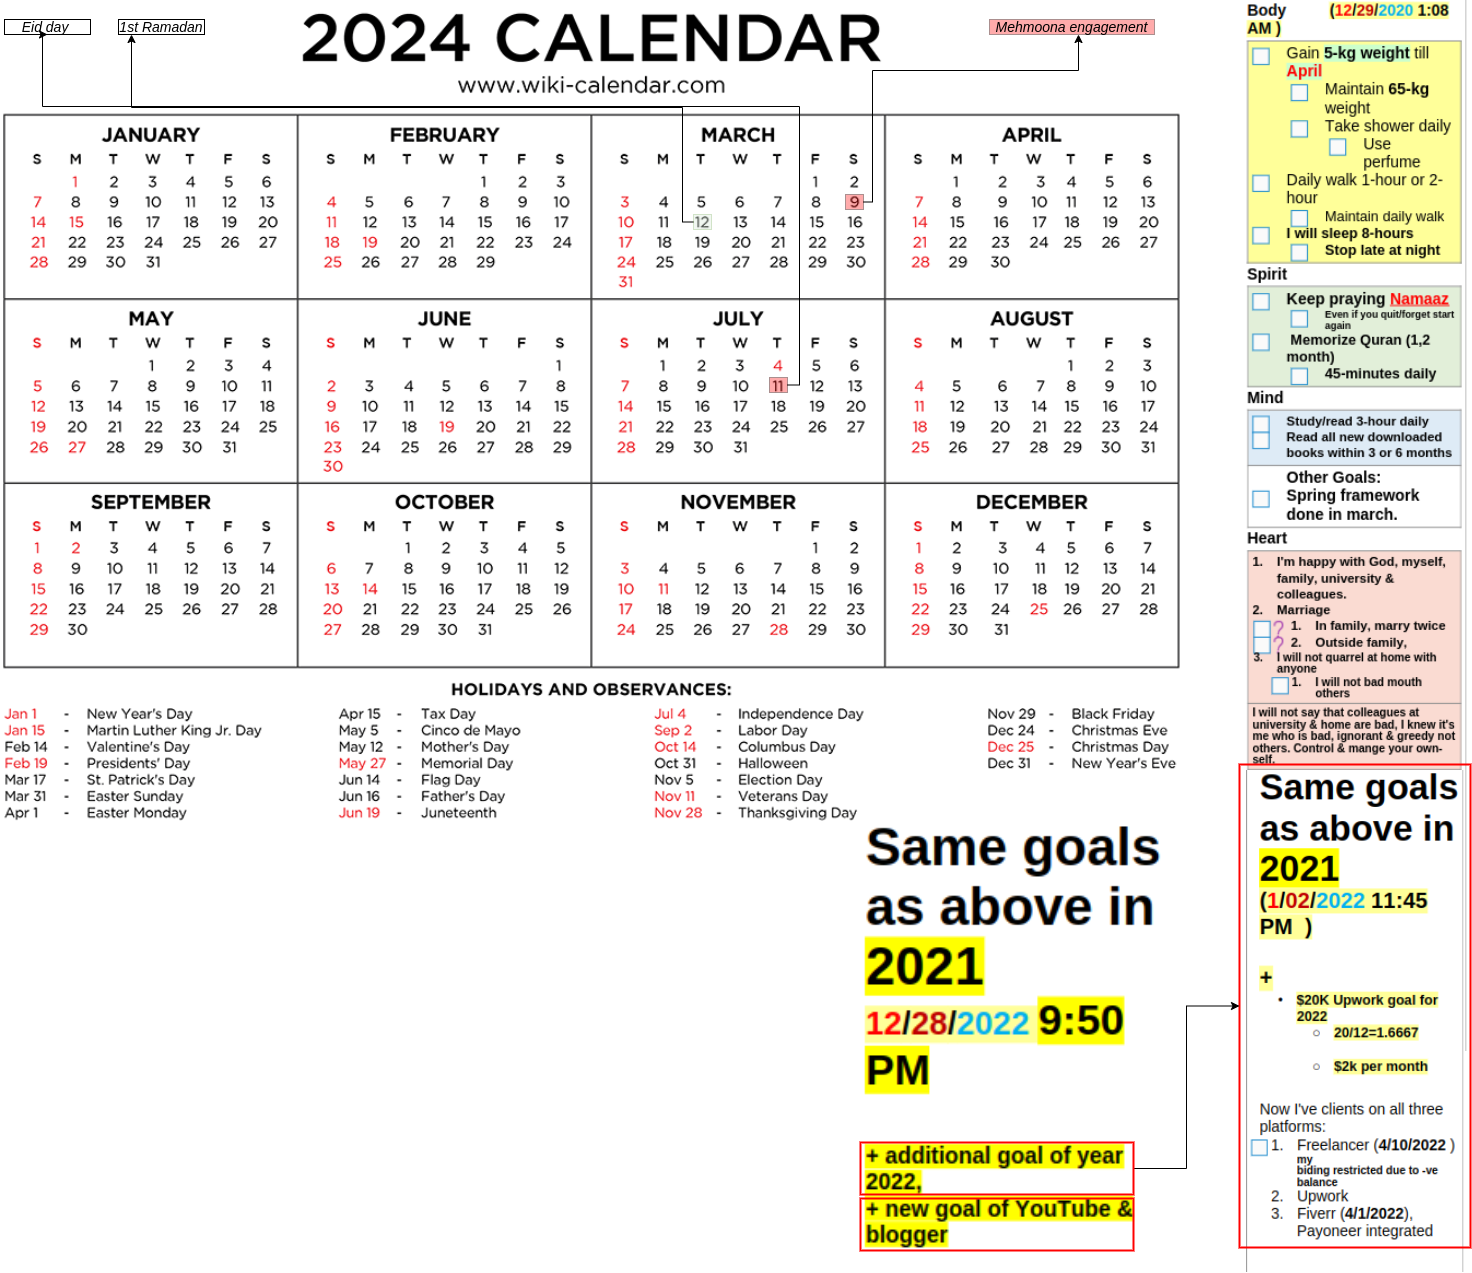 Eid day
1st Ramadan
2024 CALENDAR
Mehmoona engagement
www.wiki-calendar.com
JANUARY
S M T W T F S
1 2 3 4 5 6
7 8 9 10 11 12 13
14 15 16 17 18 19 20
21 22 23 24 25 26 27
28 29 30 31
FEBRUARY
S M T W T F S
1 2 3
4 5 6 7 8 9 10
11 12 13 14 15 16 17
18 19 20 21 22 23 24
25 26 27 28 29
MARCH
S M T W T F S
1 2
3 4 5 6 7 8 9
10 11 12 13 14 15 16
17 18 19 20 21 22 23
24 25 26 27 28 29 30
31
APRIL
S M T W T F S
1 2 3 4 5 6
7 8 9 10 11 12 13
14 15 16 17 18 19 20
21 22 23 24 25 26 27
28 29 30
MAY
S M T W T F S
1 2 3 4
5 6 7 8 9 10 11
12 13 14 15 16 17 18
19 20 21 22 23 24 25
26 27 28 29 30 31
JUNE
S M T W T F S
1
2 3 4 5 6 7 8
9 10 11 12 13 14 15
16 17 18 19 20 21 22
23 24 25 26 27 28 29
30
JULY
S M T W T F S
1 2 3 4 5 6
7 8 9 10 11 12 13
14 15 16 17 18 19 20
21 22 23 24 25 26 27
28 29 30 31
AUGUST
S M T W T F S
1 2 3
4 5 6 7 8 9 10
11 12 13 14 15 16 17
18 19 20 21 22 23 24
25 26 27 28 29 30 31
SEPTEMBER
S M T W T F S
1 2 3 4 5 6 7
8 9 10 11 12 13 14
15 16 17 18 19 20 21
22 23 24 25 26 27 28
29 30
OCTOBER
S M T W T F S
1 2 3 4 5
6 7 8 9 10 11 12
13 14 15 16 17 18 19
20 21 22 23 24 25 26
27 28 29 30 31
NOVEMBER
S M T W T F S
1 2
3 4 5 6 7 8 9
10 11 12 13 14 15 16
17 18 19 20 21 22 23
24 25 26 27 28 29 30
DECEMBER
S M T W T F S
1 2 3 4 5 6 7
8 9 10 11 12 13 14
15 16 17 18 19 20 21
22 23 24 25 26 27 28
29 30 31
HOLIDAYS AND OBSERVANCES:
Jan 1 - New Year's Day
Jan 15 - Martin Luther King Jr. Day
Feb 14 - Valentine's Day
Feb 19 - Presidents' Day
Mar 17 - St. Patrick's Day
Mar 31 - Easter Sunday
Apr 1 - Easter Monday
Apr 15 - Tax Day
May 5 - Cinco de Mayo
May 12 - Mother's Day
May 27 - Memorial Day
Jun 14 - Flag Day
Jun 16 - Father's Day
Jun 19 - Juneteenth
Jul 4 - Independence Day
Sep 2 - Labor Day
Oct 14 - Columbus Day
Oct 31 - Halloween
Nov 5 - Election Day
Nov 11 - Veterans Day
Nov 28 - Thanksgiving Day
Nov 29 - Black Friday
Dec 24 - Christmas Eve
Dec 25 - Christmas Day
Dec 31 - New Year's Eve
Same goals
as above in
2021
12/28/2022 9:50
PM
+ additional goal of year
2022,
+ new goal of YouTube &
blogger
Body (12/29/2020 1:08
AM )
Gain 5-kg weight till
April
Maintain 65-kg
weight
Take shower daily
Use
perfume
Daily walk 1-hour or 2-
hour
Maintain daily walk
I will sleep 8-hours
Stop late at night
Spirit
Keep praying Namaaz
Even if you quit/forget start
again
Memorize Quran (1,2
month)
45-minutes daily
Mind
Study/read 3-hour daily
Read all new downloaded
books within 3 or 6 months
Other Goals:
Spring framework
done in march.
Heart
1. I'm happy with God, myself,
family, university &
colleagues.
2. Marriage
? 1. In family, marry twice
? 2. Outside family,
3. I will not quarrel at home with
anyone
1. I will not bad mouth
others
I will not say that colleagues at
university & home are bad, I knew it's
me who is bad, ignorant & greedy not
others. Control & mange your own-
self.
Same goals
as above in
2021
(1/02/2022 11:45
PM )
+
• $20K Upwork goal for
2022
○ 20/12=1.6667
○ $2k per month
Now I've clients on all three
platforms:
1. Freelancer (4/10/2022 )
my
biding restricted due to -ve
balance
2. Upwork
3. Fiverr (4/1/2022),
Payoneer integrated